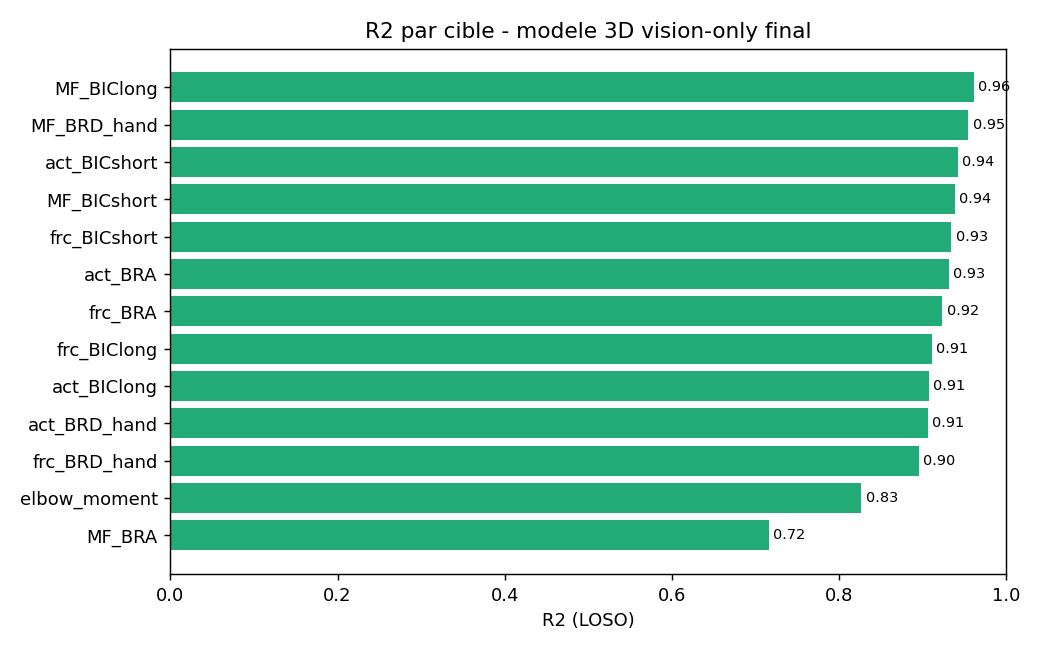 R2 par cible - modele 3D vision-only final
MF_BIClong 0.96
MF_BRD_hand 0.95
act_BICshort 0.94
MF_BICshort 0.94
frc_BICshort 0.93
act_BRA 0.93
frc_BRA 0.92
frc_BIClong 0.91
act_BIClong 0.91
act_BRD_hand 0.91
frc_BRD_hand 0.90
elbow_moment 0.83
MF_BRA 0.72
0.0 0.2 0.4 0.6 0.8 1.0
R2 (LOSO)